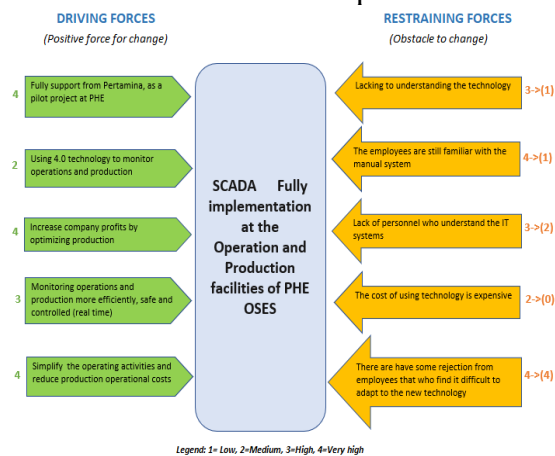 DRIVING FORCES
(Positive force for change)
RESTRAINING FORCES
(Obstacle to change)
4
Fully support from Pertamina, as a
pilot project at PHE
2
Using 4.0 technology to monitor
operations and production
4
Increase company profits by
optimizing production
3
Monitoring operations and
production more efficiently, safe and
controlled (real time)
4
Simplify the operating activities and
reduce production operational costs
SCADA Fully
implementation
at the
Operation and
Production
facilities of PHE
OSES
Lacking to understanding the technology
3->(1)
The employees are still familiar with the
manual system
4->(1)
Lack of personnel who understand the IT
systems
3->(2)
The cost of using technology is expensive
2->(0)
There are have some rejection from
employees that who find it difficult to
adapt to the new technology
4->(4)
Legend: 1= Low, 2=Medium, 3=High, 4=Very high